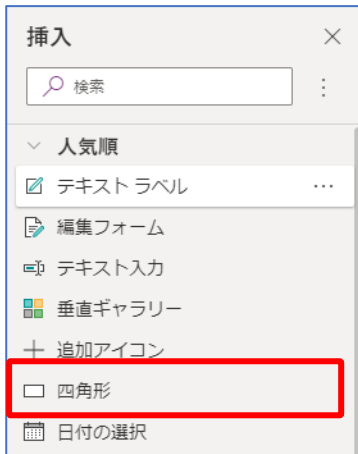 挿入
検索
人気順
テキスト ラベル
編集フォーム
テキスト入力
垂直ギャラリー
追加アイコン
四角形
日付の選択